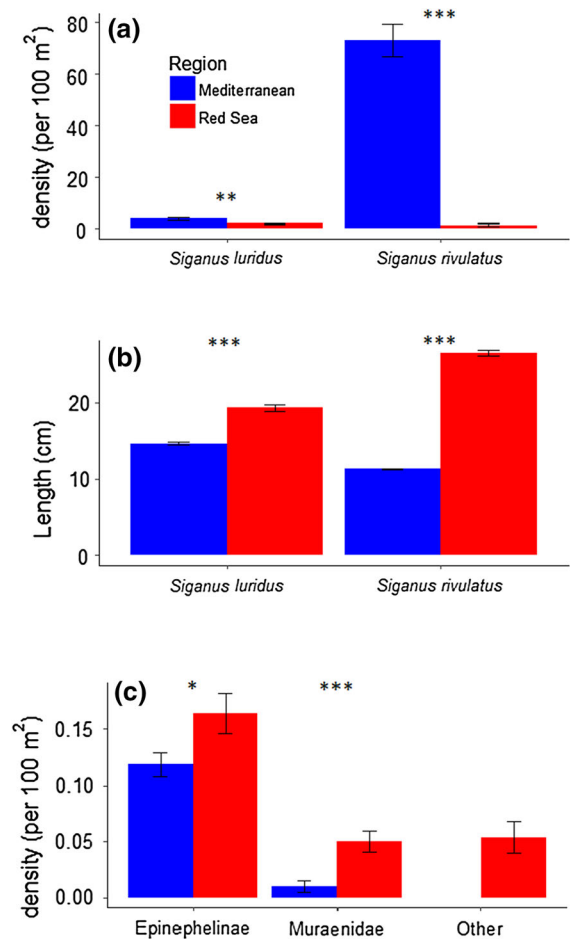 (a)
density (per 100 m²)
80
60
40
20
0
Region
Mediterranean
Red Sea
**
***
Siganus luridus
Siganus rivulatus
(b)
Length (cm)
20
10
0
***
***
Siganus luridus
Siganus rivulatus
(c)
density (per 100 m²)
0.15
0.10
0.05
0.00
*
***
Epinephelinae
Muraenidae
Other